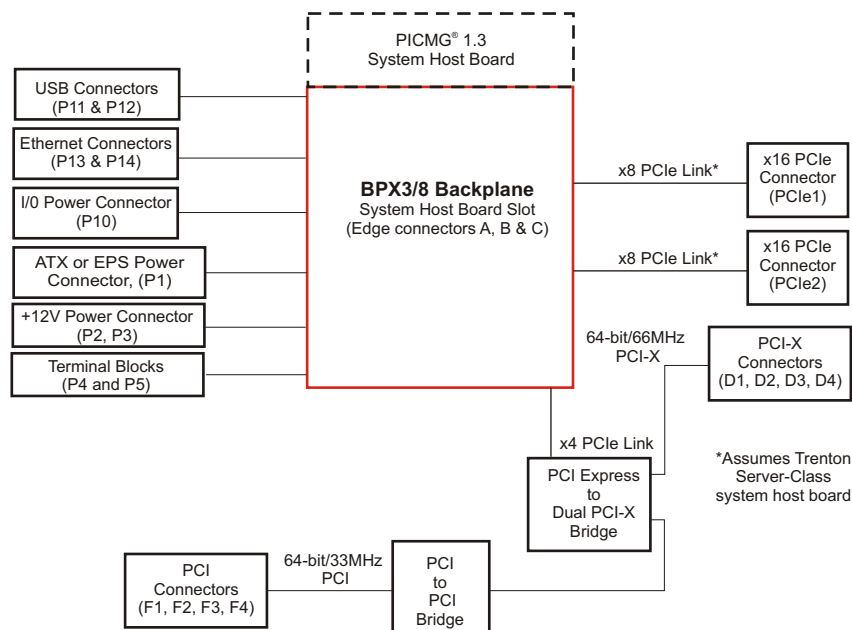 PICMG® 1.3
System Host Board
USB Connectors
(P11 & P12)
Ethernet Connectors
(P13 & P14)
I/0 Power Connector
(P10)
ATX or EPS Power
Connector, (P1)
+12V Power Connector
(P2, P3)
Terminal Blocks
(P4 and P5)
BPX3/8 Backplane
System Host Board Slot
(Edge connectors A, B & C)
x8 PCIe Link*
x16 PCIe
Connector
(PCIe1)
x8 PCIe Link*
x16 PCIe
Connector
(PCIe2)
64-bit/66MHz
PCI-X
PCI-X
Connectors
(D1, D2, D3, D4)
x4 PCIe Link
PCI Express
to
Dual PCI-X
Bridge
*Assumes Trenton
Server-Class
system host board
PCI
Connectors
(F1, F2, F3, F4)
64-bit/33MHz
PCI
PCI
to
PCI
Bridge